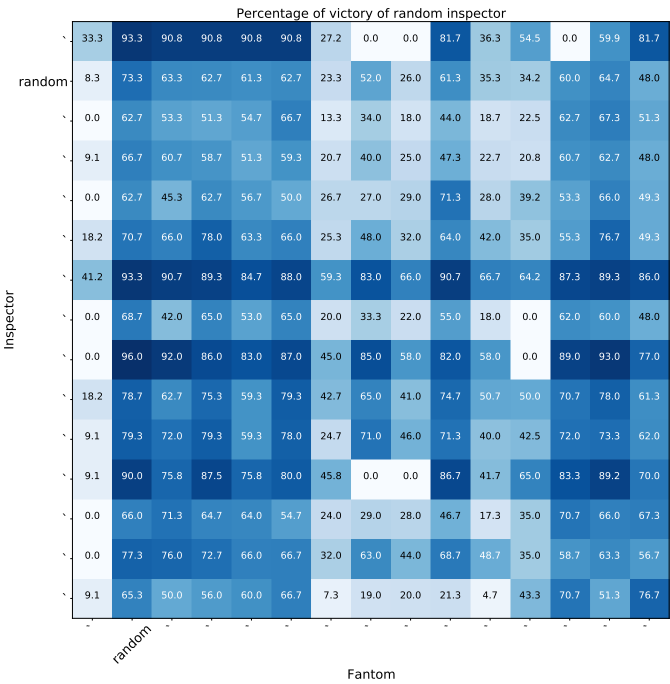 Percentage of victory of random inspector
33.3 93.3 90.8 90.8 90.8 90.8 27.2 0.0 0.0 81.7 36.3 54.5 0.0 59.9 81.7
random 8.3 73.3 63.3 62.7 61.3 62.7 23.3 52.0 26.0 61.3 35.3 34.2 60.0 64.7 48.0
0.0 62.7 53.3 51.3 54.7 66.7 13.3 34.0 18.0 44.0 18.7 22.5 62.7 67.3 51.3
9.1 66.7 60.7 58.7 51.3 59.3 20.7 40.0 25.0 47.3 22.7 20.8 60.7 62.7 48.0
0.0 62.7 45.3 62.7 56.7 50.0 26.7 27.0 29.0 71.3 28.0 39.2 53.3 66.0 49.3
18.2 70.7 66.0 78.0 63.3 66.0 25.3 48.0 32.0 64.0 42.0 35.0 55.3 76.7 49.3
41.2 93.3 90.7 89.3 84.7 88.0 59.3 83.0 66.0 90.7 66.7 64.2 87.3 89.3 86.0
0.0 68.7 42.0 65.0 53.0 65.0 20.0 33.3 22.0 55.0 18.0 0.0 62.0 60.0 48.0
0.0 96.0 92.0 86.0 83.0 87.0 45.0 85.0 58.0 82.0 58.0 0.0 89.0 93.0 77.0
18.2 78.7 62.7 75.3 59.3 79.3 42.7 65.0 41.0 74.7 50.7 50.0 70.7 78.0 61.3
9.1 79.3 72.0 79.3 59.3 78.0 24.7 71.0 46.0 71.3 40.0 42.5 72.0 73.3 62.0
9.1 90.0 75.8 87.5 75.8 80.0 45.8 0.0 0.0 86.7 41.7 65.0 83.3 89.2 70.0
0.0 66.0 71.3 64.7 64.0 54.7 24.0 29.0 28.0 46.7 17.3 35.0 70.7 66.0 67.3
0.0 77.3 76.0 72.7 66.0 66.7 32.0 63.0 44.0 68.7 48.7 35.0 58.7 63.3 56.7
9.1 65.3 50.0 56.0 60.0 66.7 7.3 19.0 20.0 21.3 4.7 43.3 70.7 51.3 76.7
random
Inspector
Fantom